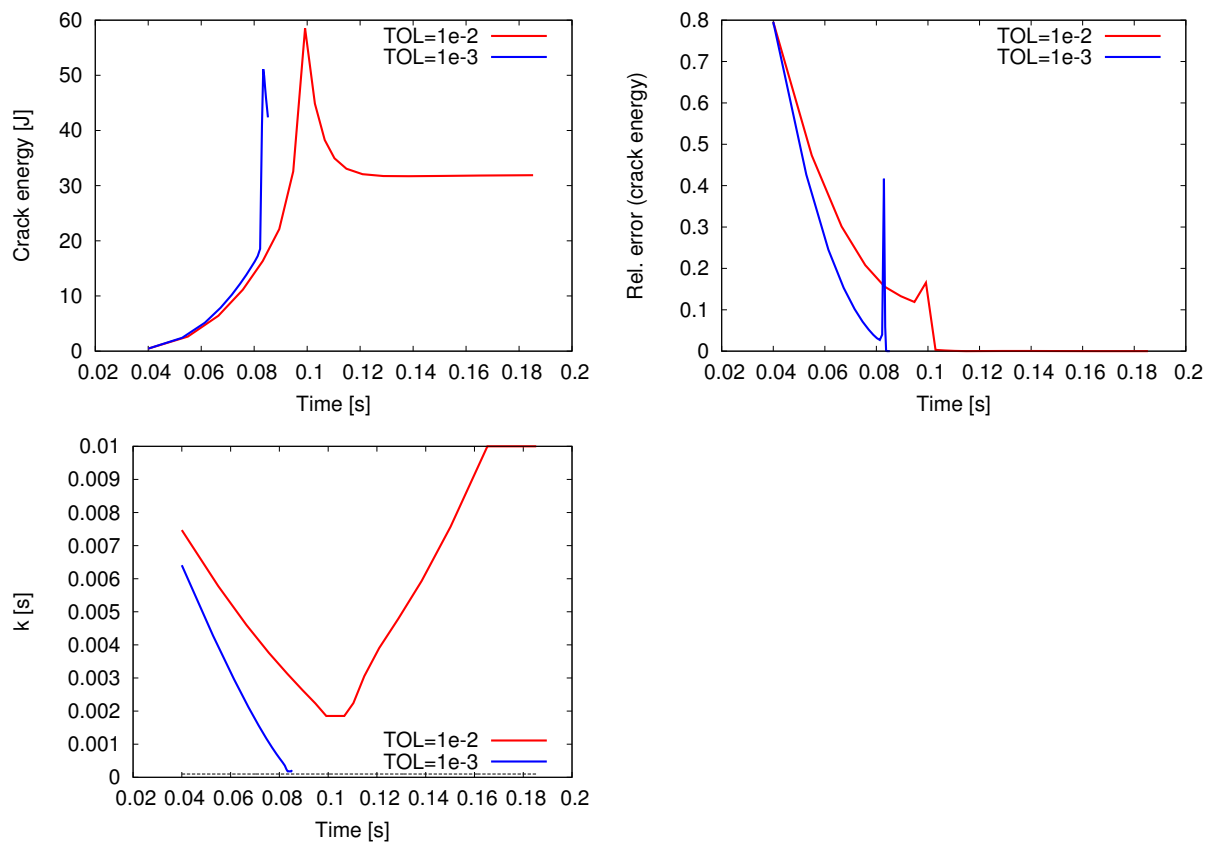 60
50
40
30
20
10
0
0.02 0.04 0.06 0.08 0.1 0.12 0.14 0.16 0.18 0.2
Crack energy [J]
Time [s]
TOL=1e-2
TOL=1e-3
0.8
0.7
0.6
0.5
0.4
0.3
0.2
0.1
0
0.02 0.04 0.06 0.08 0.1 0.12 0.14 0.16 0.18 0.2
Rel. error (crack energy)
Time [s]
TOL=1e-2
TOL=1e-3
0.01
0.009
0.008
0.007
0.006
0.005
0.004
0.003
0.002
0.001
0
0.02 0.04 0.06 0.08 0.1 0.12 0.14 0.16 0.18 0.2
k [s]
Time [s]
TOL=1e-2
TOL=1e-3